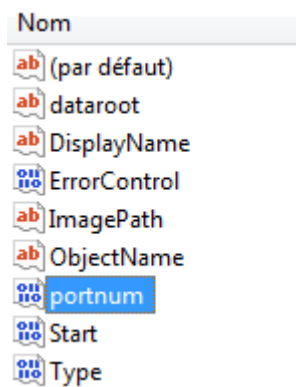 Nom
(par défaut)
dataroot
DisplayName
ErrorControl
ImagePath
ObjectName
portnum
Start
Type